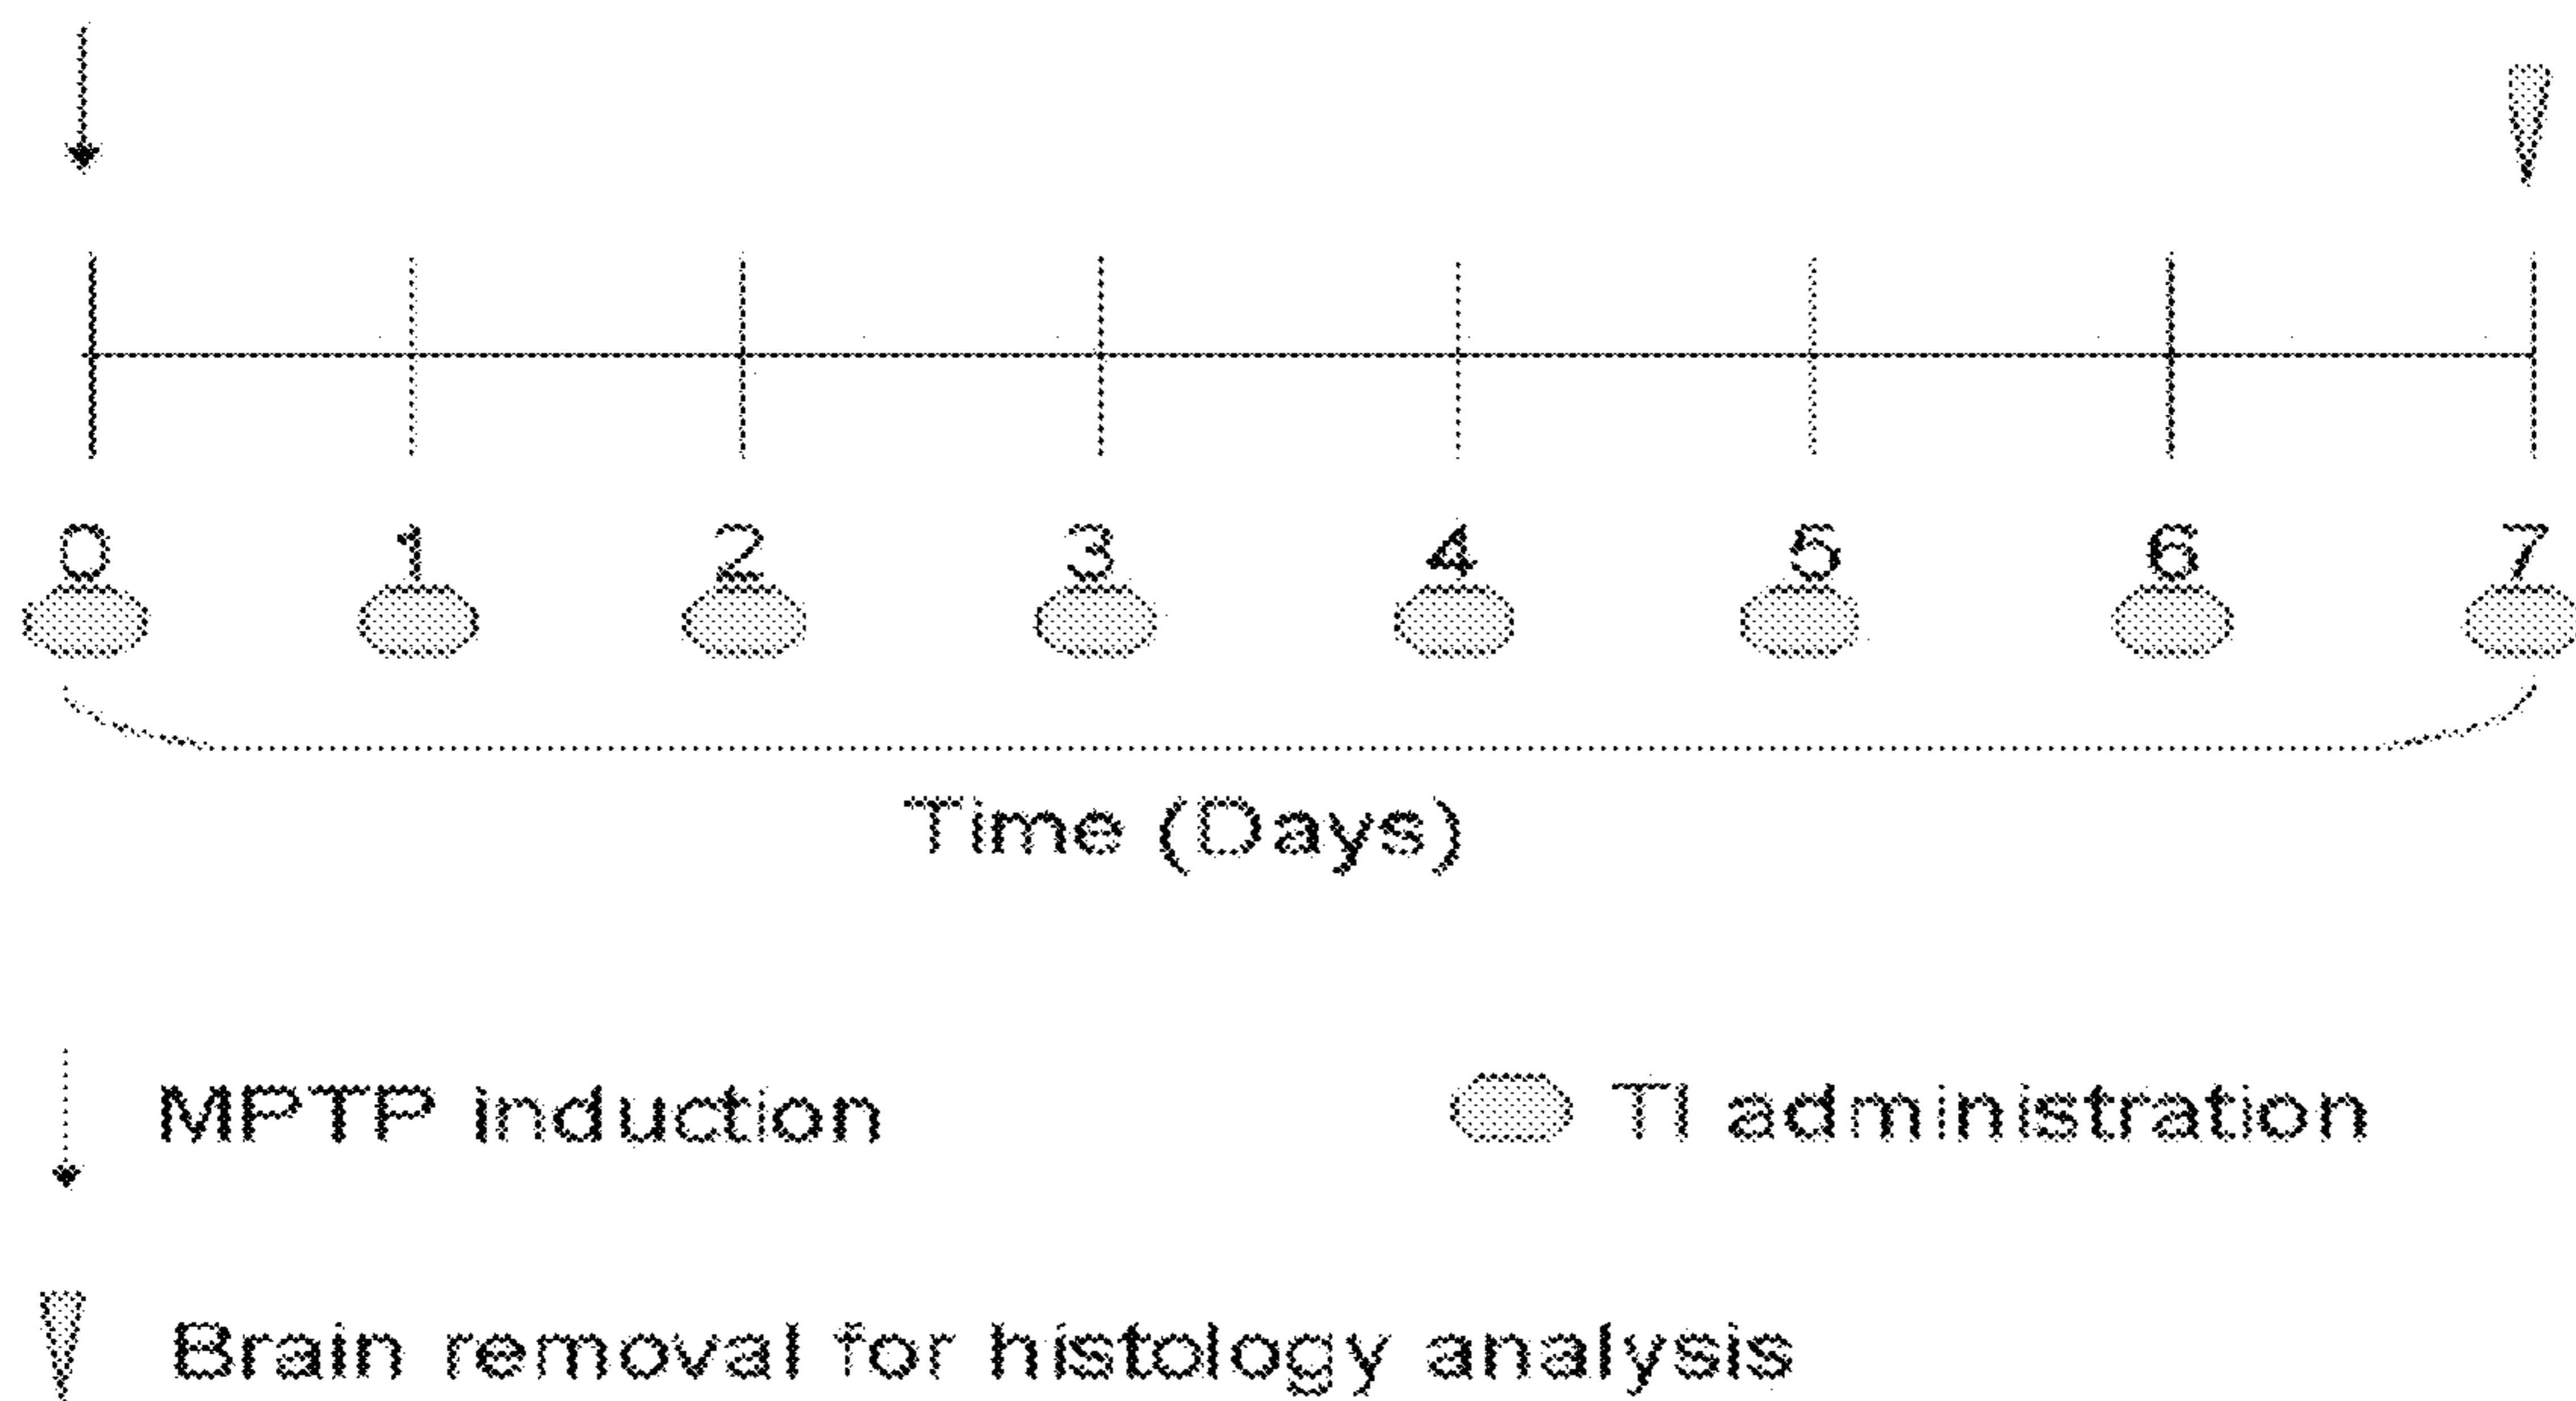 0 1 2 3 4 5 6 7
Time (Days)
MPTP induction
TI administration
Brain removal for histology analysis